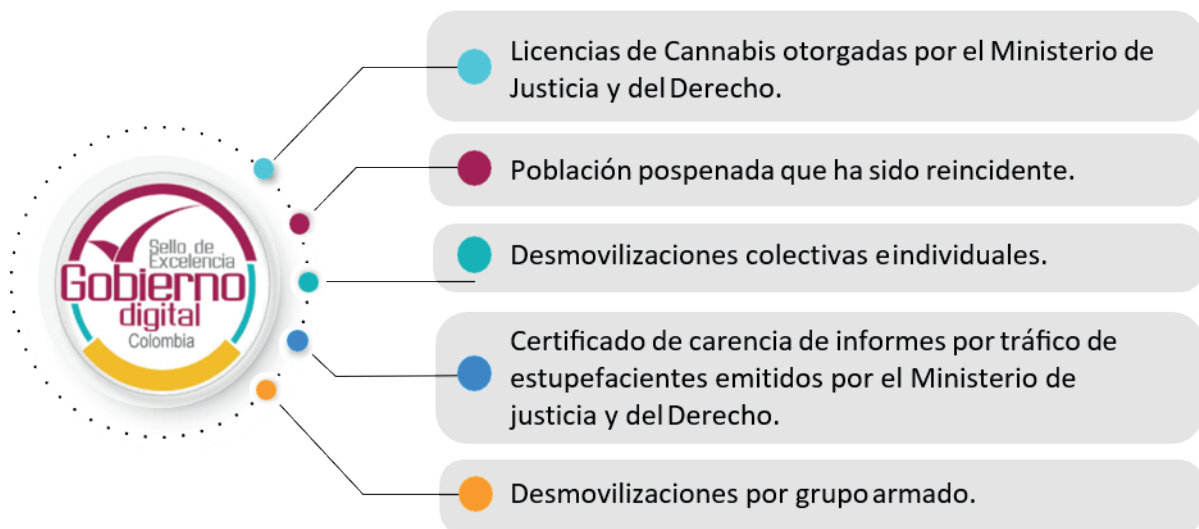 Sello de
Excelencia
Gobierno
digital
Colombia
Licencias de Cannabis otorgadas por el Ministerio de
Justicia y del Derecho.
Población pospenada que ha sido reincidente.
Desmovilizaciones colectivas e individuales.
Certificado de carencia de informes por tráfico de
estupefacientes emitidos por el Ministerio de
justicia y del Derecho.
Desmovilizaciones por grupo armado.